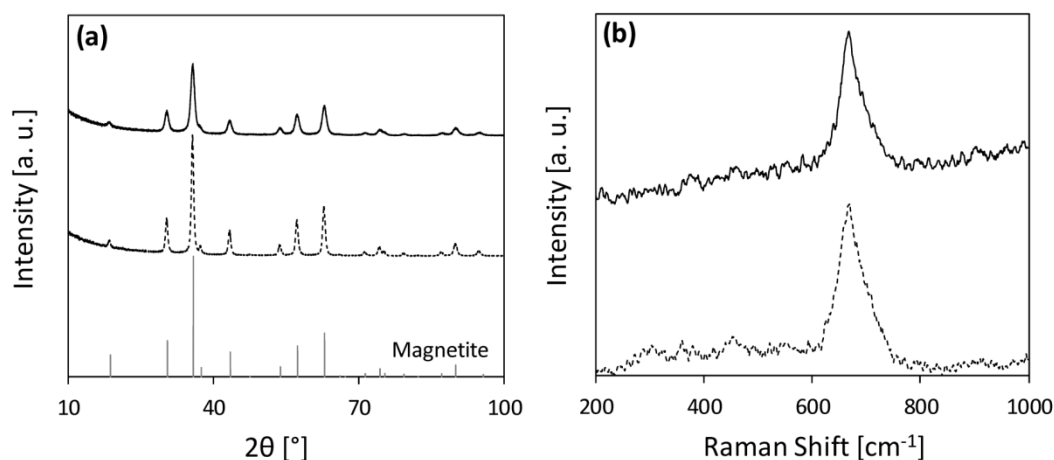 (a)
Intensity [a. u.]
Magnetite
10 40 70 100
2θ [°]
(b)
Intensity [a. u.]
200 400 600 800 1000
Raman Shift [cm⁻¹]